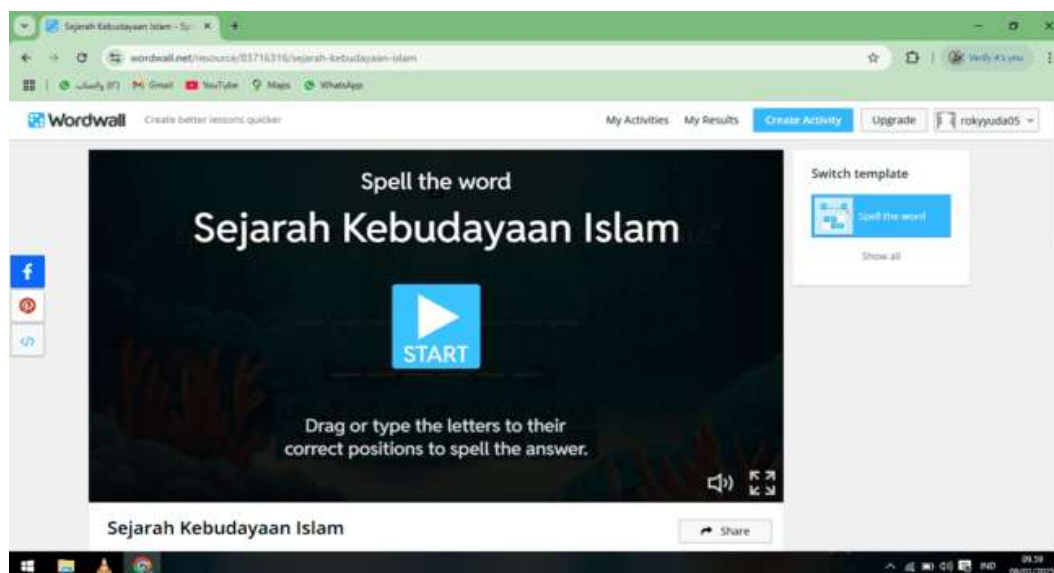 Sejarah Kebudayaan Islam - Sp
Verify it's you
wordwall.net/resource/83716316/sejarah-kebudayaan-islam
Gmail
YouTube
Maps
WhatsApp
Wordwall
Create better lessons quicker
My Activities
My Results
Create Activity
Upgrade
rokyyuda05
Spell the word
Sejarah Kebudayaan Islam
START
Drag or type the letters to their
correct positions to spell the answer.
Switch template
Spell the word
Show all
Sejarah Kebudayaan Islam
Share
IND
09.59